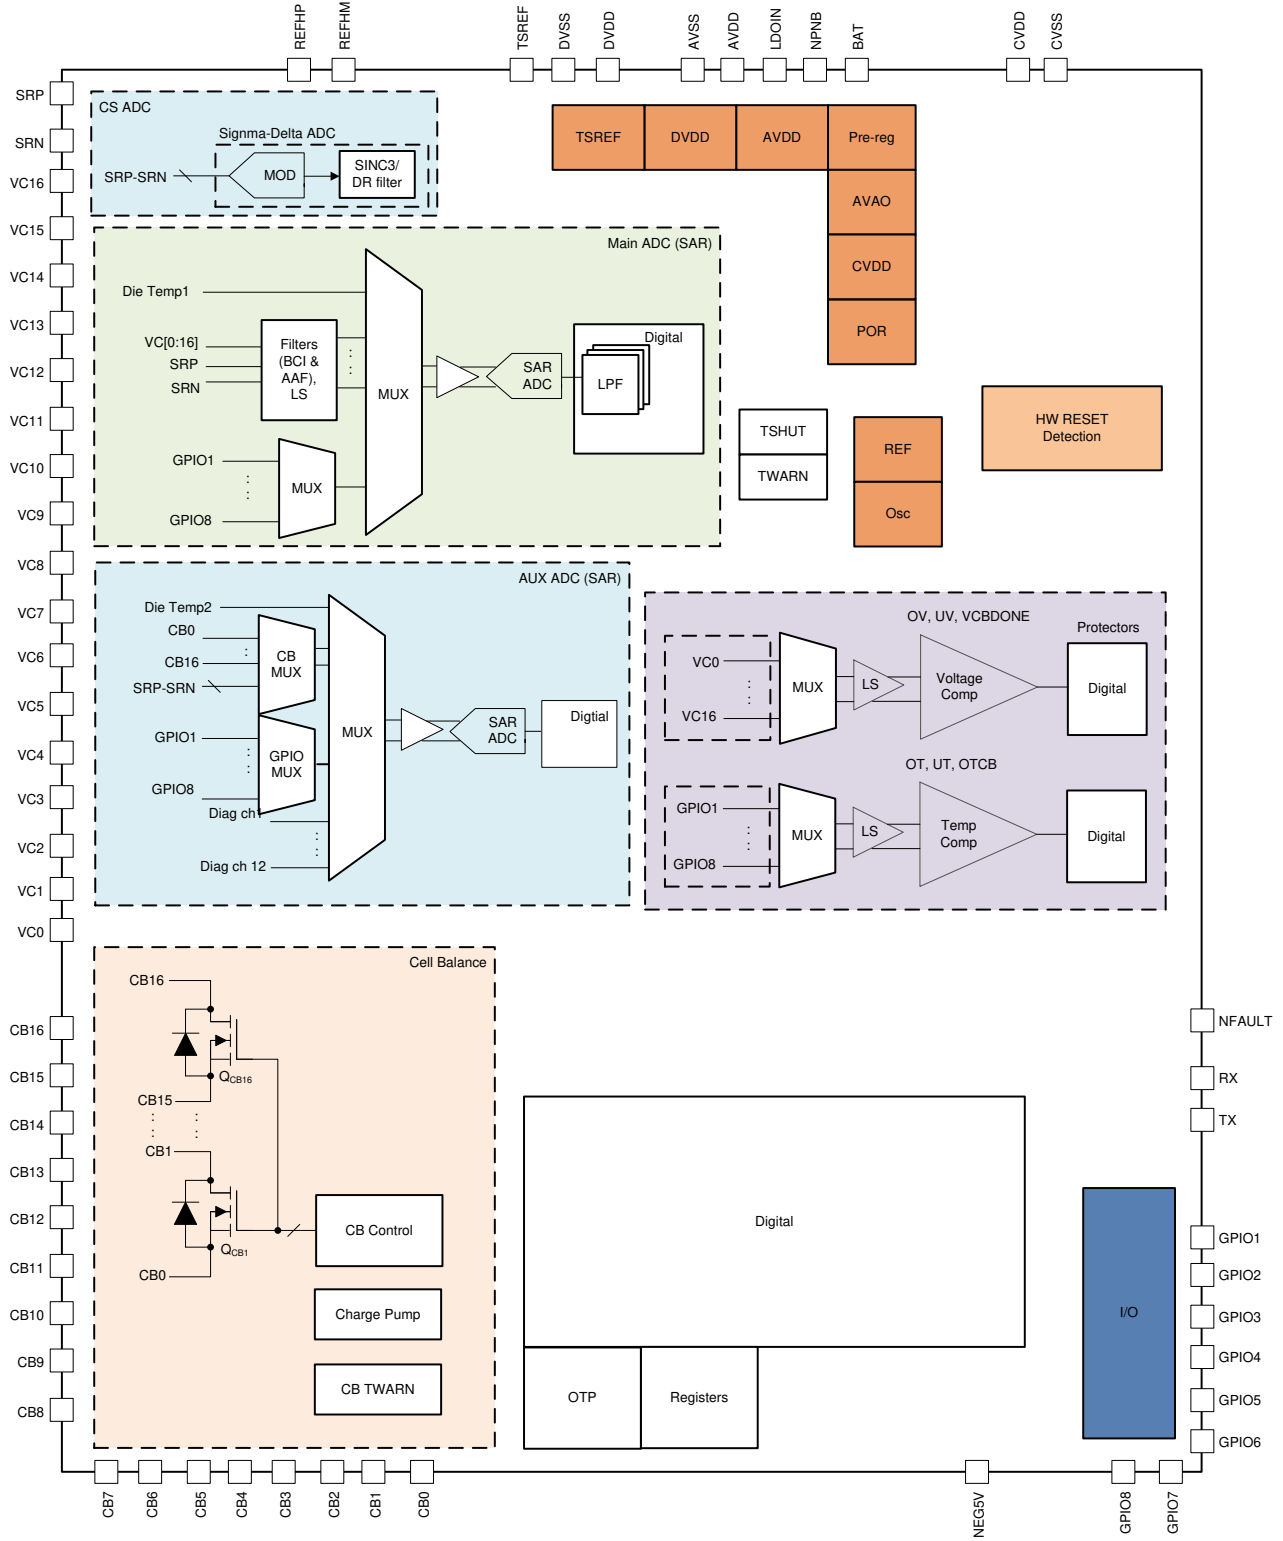 REFHP
REFHM
TSREF
DVSS
DVDD
AVSS
AVDD
LDOIN
NPNB
BAT
CVDD
CVSS
SRP
SRN
VC16
VC15
VC14
VC13
VC12
VC11
VC10
VC9
VC8
VC7
VC6
VC5
VC4
VC3
VC2
VC1
VC0
CB16
CB15
CB14
CB13
CB12
CB11
CB10
CB9
CB8
CS ADC
Signma-Delta ADC
SRP-SRN
MOD
SINC3/
DR filter
TSREF
DVDD
AVDD
Pre-reg
AVAO
CVDD
POR
Main ADC (SAR)
Die Temp1
VC[0:16]
SRP
SRN
Filters
(BCI &
AAF),
LS
MUX
SAR
ADC
Digital
LPF
GPIO1
GPIO8
MUX
TSHUT
TWARN
REF
Osc
HW RESET
Detection
AUX ADC (SAR)
Die Temp2
CB0
CB16
SRP-SRN
CB
MUX
GPIO1
GPIO8
GPIO
MUX
Diag ch1
Diag ch 12
MUX
SAR
ADC
Digtial
OV, UV, VCBDONE
Protectors
VC0
VC16
MUX
LS
Voltage
Comp
Digital
OT, UT, OTCB
GPIO1
GPIO8
MUX
LS
Temp
Comp
Digital
Cell Balance
CB16
QCB16
CB15
CB1
QCB1
CB0
CB Control
Charge Pump
CB TWARN
Digital
OTP
Registers
I/O
NFAULT
RX
TX
GPIO1
GPIO2
GPIO3
GPIO4
GPIO5
GPIO6
CB7
CB6
CB5
CB4
CB3
CB2
CB1
CB0
NEG5V
GPIO8
GPIO7